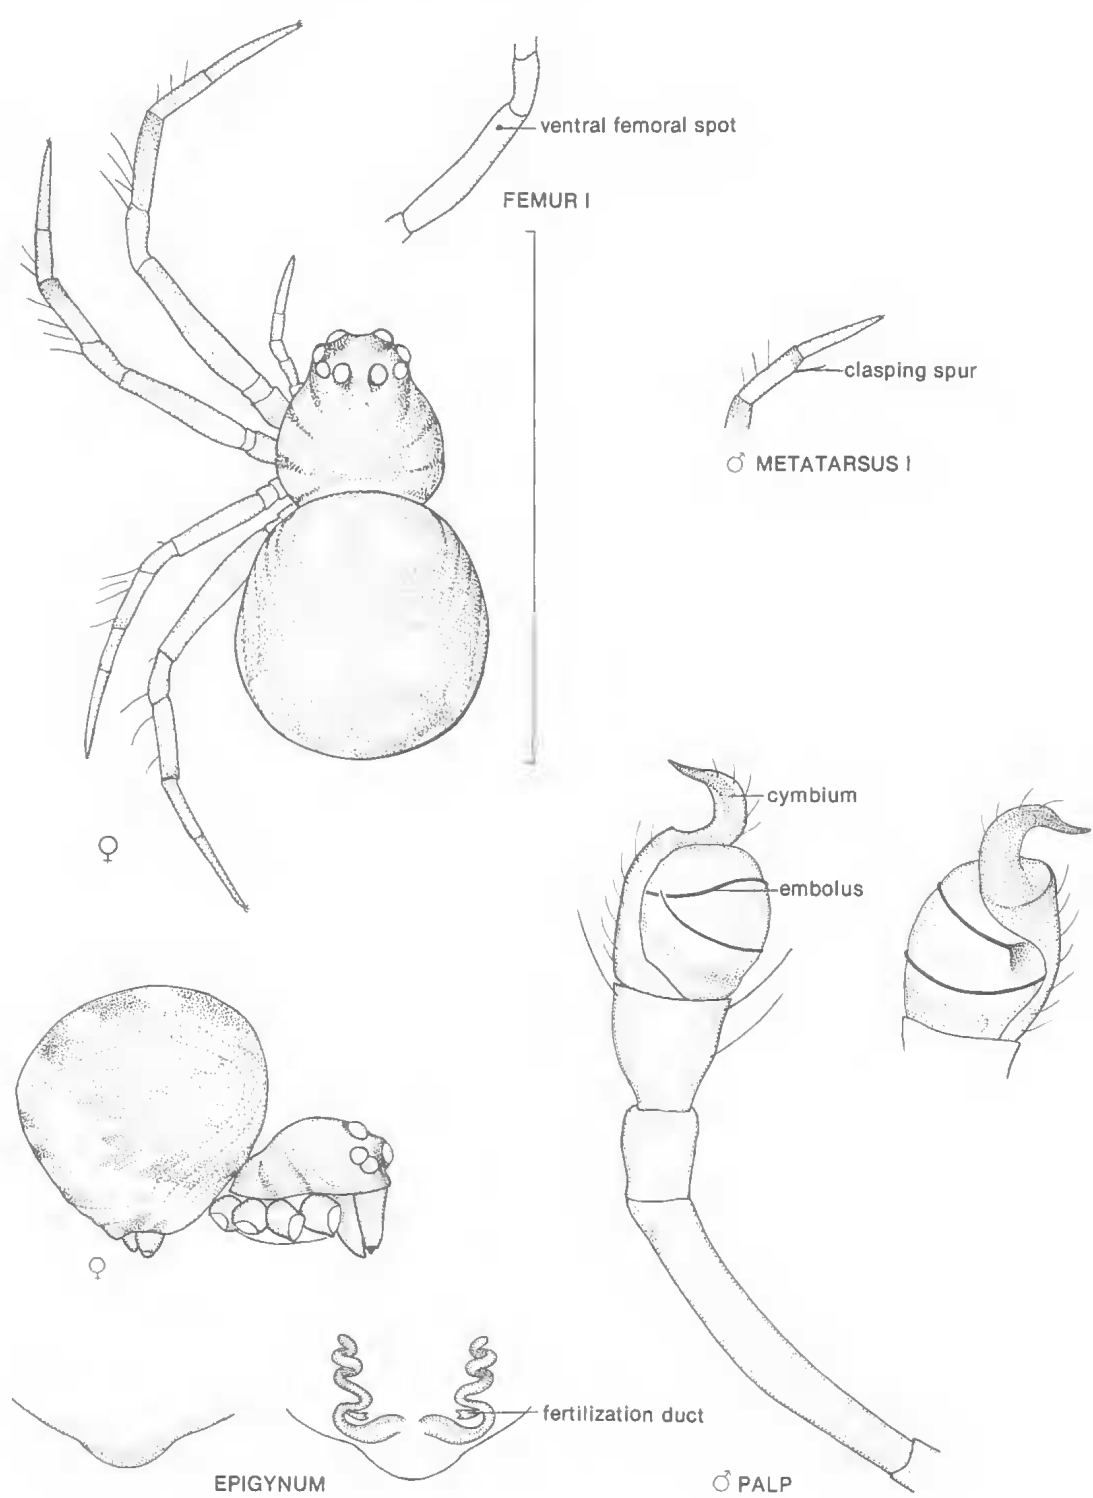 ventral femoral spot
FEMUR I
clasping spur
♂ METATARSUS I
cymbium
embolus
♀
♀
fertilization duct
EPIGYNUM
♂ PALP